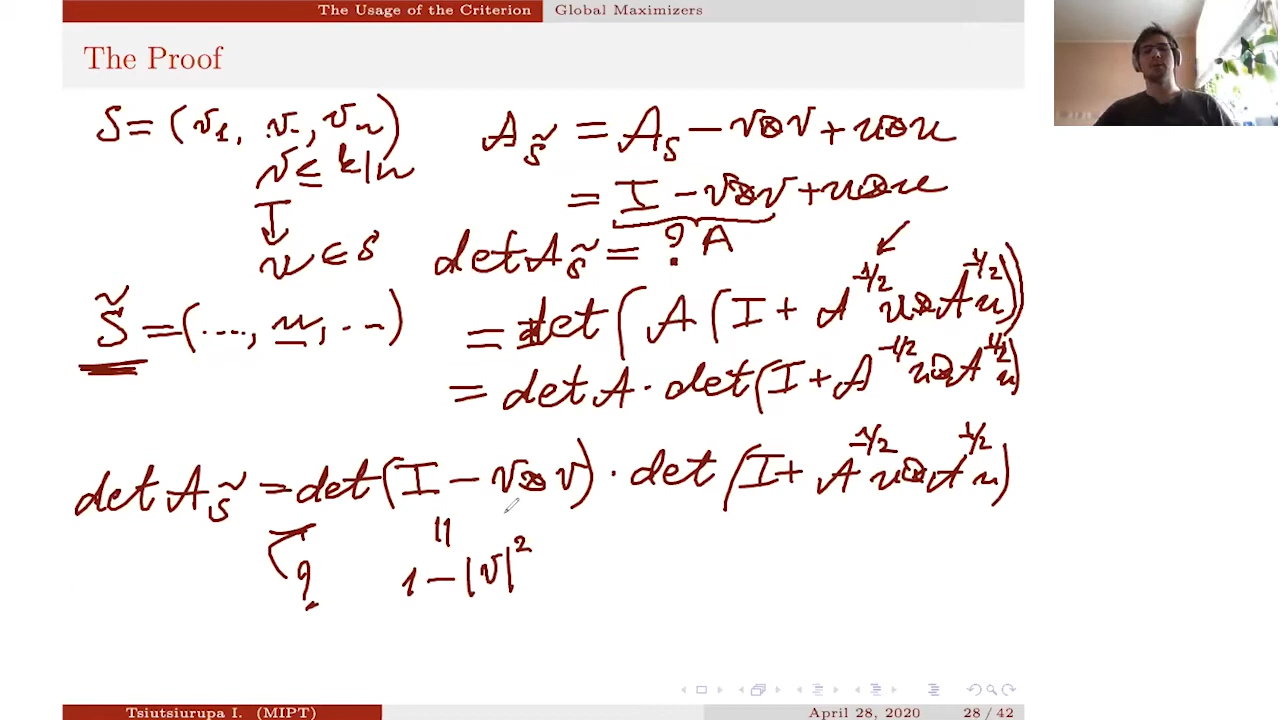 The Usage of the Criterion Global Maximizers
The Proof
S = (v₁, .v., vₙ)
v ≤ k/n
↓
u ∈ S
S̃ = (..., u, ...)
A_S̃ = A_S − v⊗v + u⊗u
= I − v⊗v + u⊗u
A
det A_S̃ = ?
= det(A(I + A^{-1/2}u⊗A^{-1/2}u))
= det A · det(I + A^{-1/2}u⊗A^{-1/2}u)
det A_S̃ = det(I − v⊗v) · det(I + A^{-1/2}u⊗A^{-1/2}u)
?
||
1 − |v|²
Tsiutsiurupa I. (MIPT) April 28, 2020 28 / 42